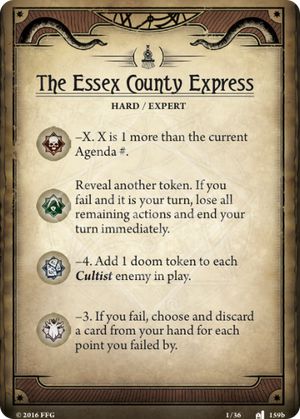 The Essex County Express
HARD / EXPERT
–X. X is 1 more than the current
Agenda #.
Reveal another token. If you
fail and it is your turn, lose all
remaining actions and end your
turn immediately.
–4. Add 1 doom token to each
Cultist enemy in play.
–3. If you fail, choose and discard
a card from your hand for each
point you failed by.
© 2016 FFG 1/36 159b